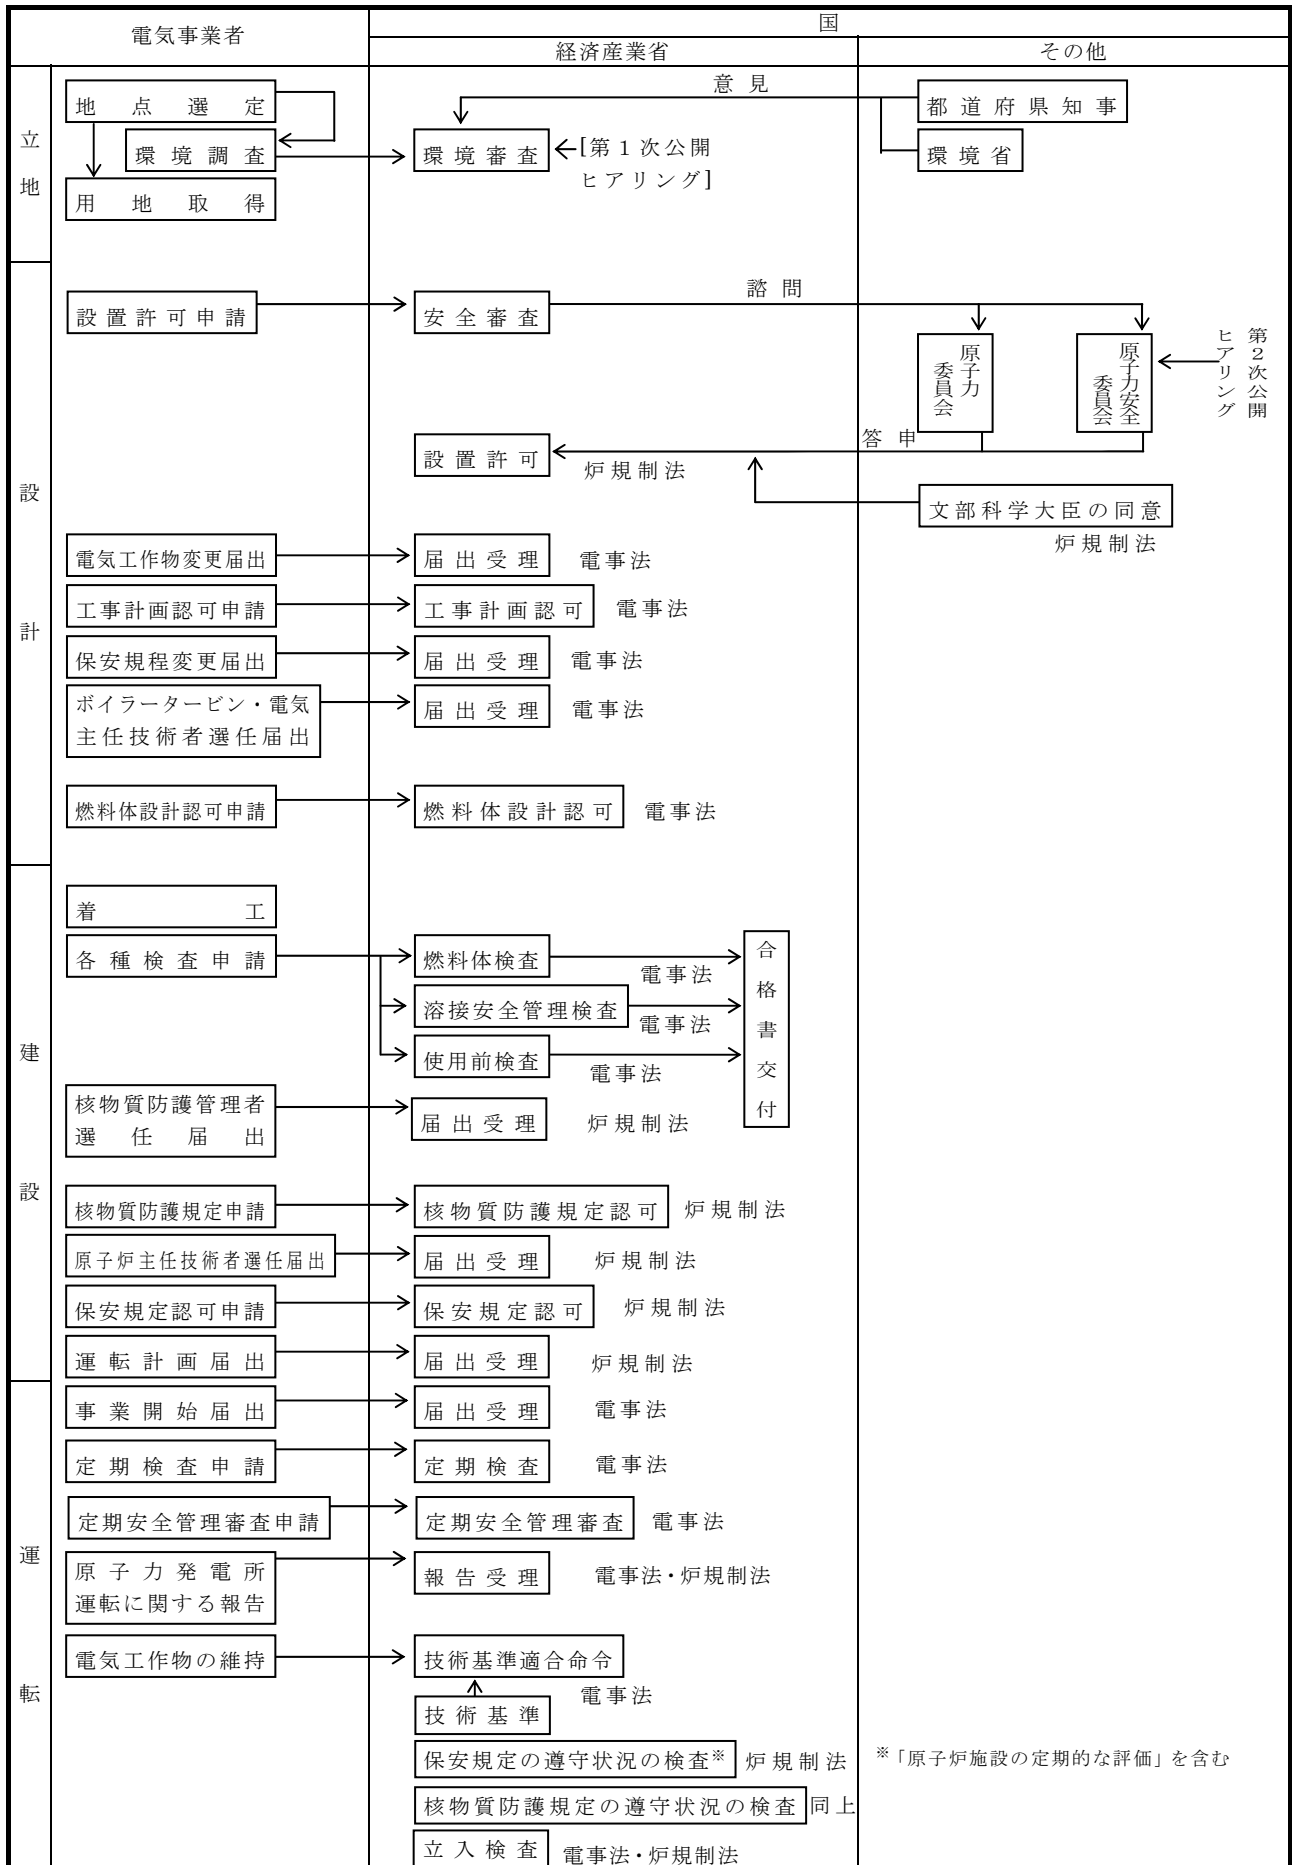 電気事業者
国
経済産業省
その他
立地
地点選定
意見
都道府県知事
環境調査
環境審査
[第1次公開
ヒアリング]
環境省
用地取得
設計
設置許可申請
安全審査
諮問
原子力
委員会
原子力安全
委員会
第2次公開
ヒアリング
答申
設置許可
炉規制法
文部科学大臣の同意
炉規制法
電気工作物変更届出
届出受理
電事法
工事計画認可申請
工事計画認可
電事法
保安規程変更届出
届出受理
電事法
ボイラータービン・電気
主任技術者選任届出
届出受理
電事法
燃料体設計認可申請
燃料体設計認可
電事法
建設
着工
各種検査申請
燃料体検査
電事法
合格書交付
溶接安全管理検査
電事法
使用前検査
電事法
核物質防護管理者
選任届出
届出受理
炉規制法
核物質防護規定申請
核物質防護規定認可
炉規制法
原子炉主任技術者選任届出
届出受理
炉規制法
保安規定認可申請
保安規定認可
炉規制法
運転計画届出
届出受理
炉規制法
運転
事業開始届出
届出受理
電事法
定期検査申請
定期検査
電事法
定期安全管理審査申請
定期安全管理審査
電事法
原子力発電所
運転に関する報告
報告受理
電事法・炉規制法
電気工作物の維持
技術基準適合命令
電事法
技術基準
保安規定の遵守状況の検査※
炉規制法
※「原子炉施設の定期的な評価」を含む
核物質防護規定の遵守状況の検査
同上
立入検査
電事法・炉規制法